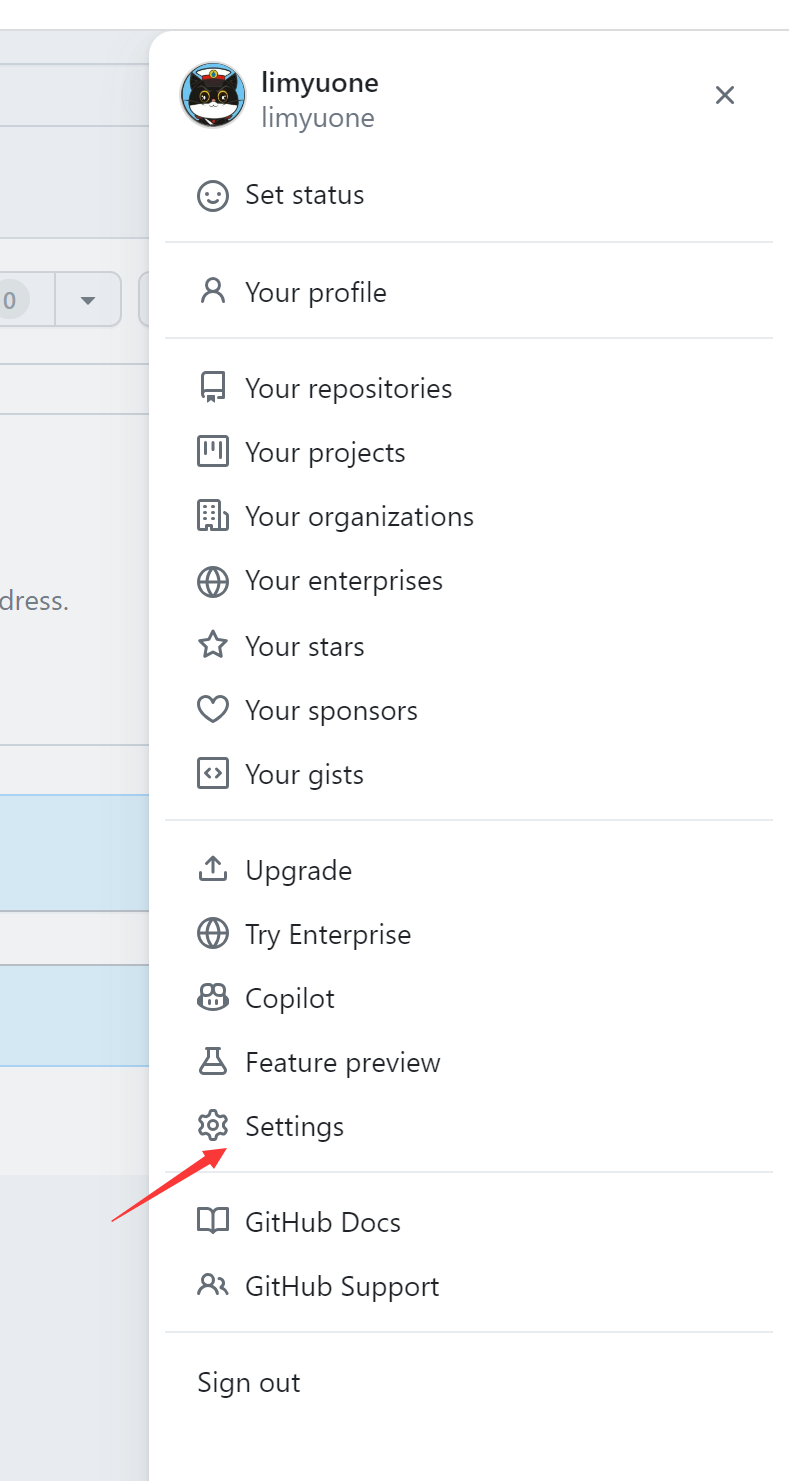 limyuone
limyuone
Set status
0
Your profile
Your repositories
Your projects
Your organizations
Your enterprises
dress.
Your stars
Your sponsors
Your gists
Upgrade
Try Enterprise
Copilot
Feature preview
Settings
GitHub Docs
GitHub Support
Sign out